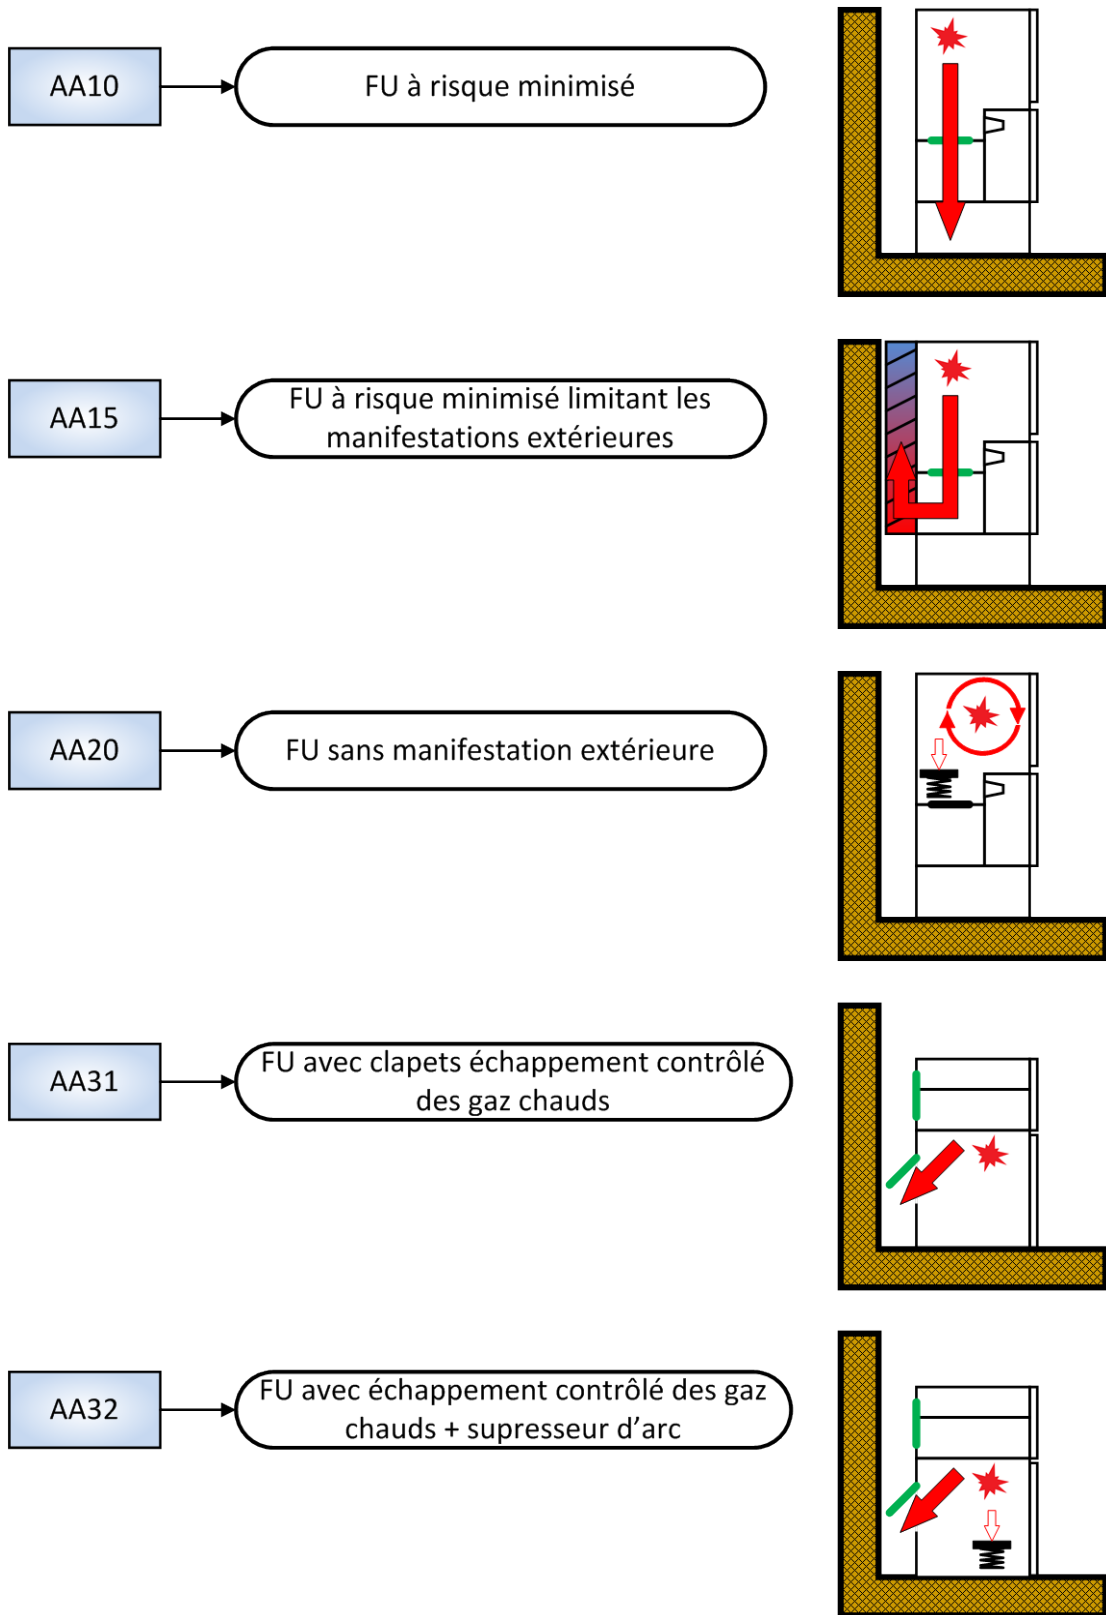 AA10
FU à risque minimisé
AA15
FU à risque minimisé limitant les
manifestations extérieures
AA20
FU sans manifestation extérieure
AA31
FU avec clapets échappement contrôlé
des gaz chauds
AA32
FU avec échappement contrôlé des gaz
chauds + supresseur d’arc